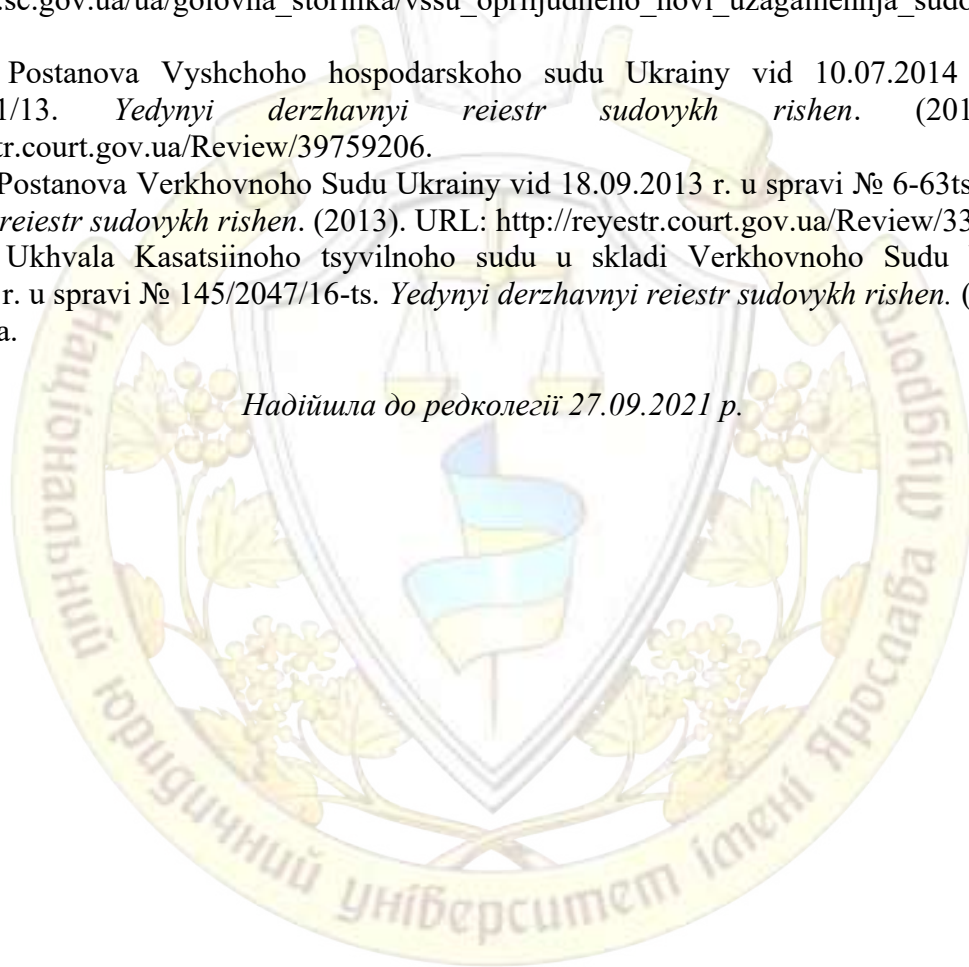 .sc.gov.ua/ua/golovna_storinka/vssu_opriljudneno_novi_uzagalnennja_sudo
Postanova Vyshchoho hospodarskoho sudu Ukrainy vid 10.07.2014
1/13. Yedynyi derzhavnyi reiestr sudovykh rishen. (201
tr.court.gov.ua/Review/39759206.
Postanova Verkhovnoho Sudu Ukrainy vid 18.09.2013 r. u spravi № 6-63ts
reiestr sudovykh rishen. (2013). URL: http://reyestr.court.gov.ua/Review/33
Ukhvala Kasatsiinoho tsyvilnoho sudu u skladi Verkhovnoho Sudu
r. u spravi № 145/2047/16-ts. Yedynyi derzhavnyi reiestr sudovykh rishen. (
a.
Надійшла до редколегії 27.09.2021 р.
Національний юридичний університет імені Ярослава Мудрого